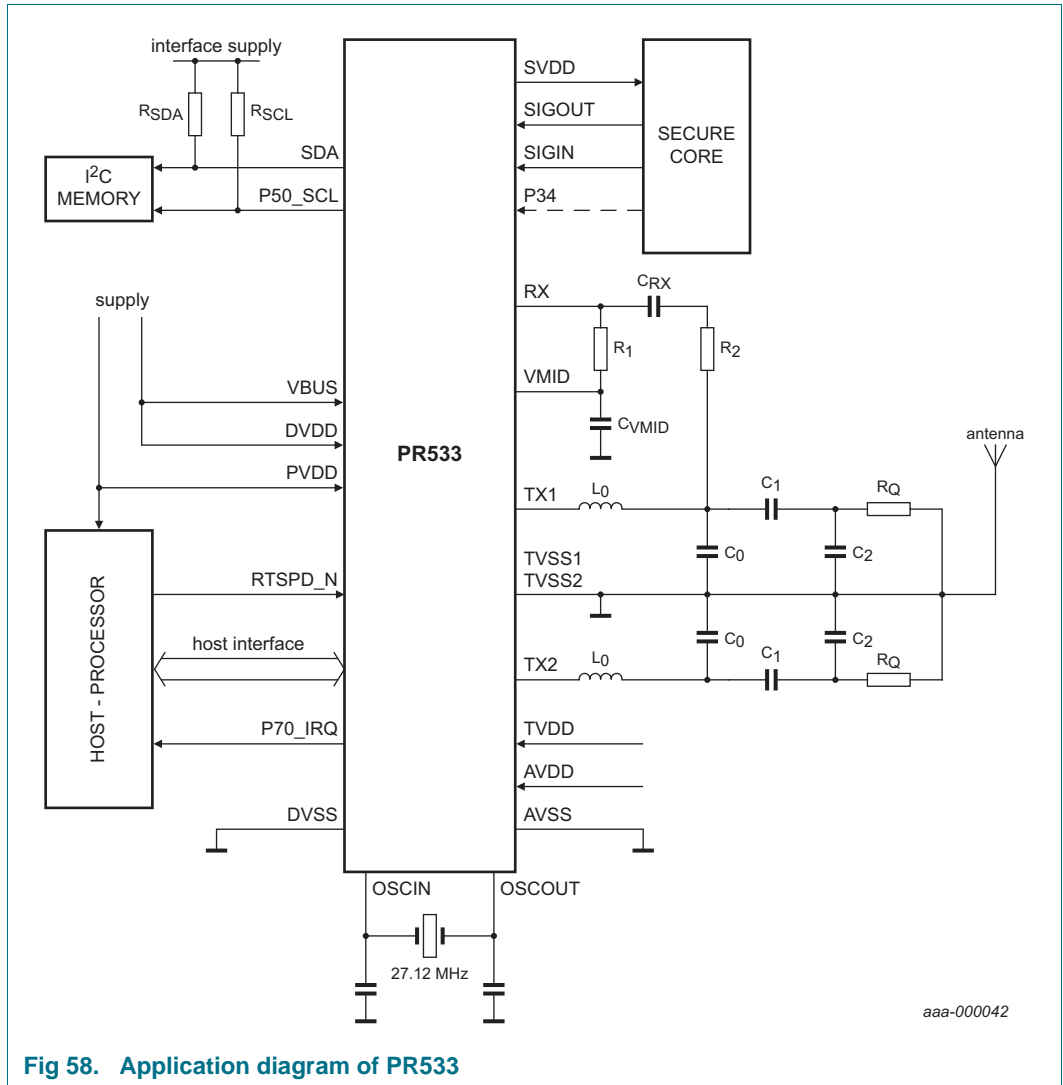 interface supply
RSDA
RSCL
SVDD
SIGOUT
SIGIN
P34
SECURE
CORE
SDA
P50_SCL
I2C
MEMORY
RX
CRX
R1
R2
VMID
CVMID
supply
VBUS
DVDD
PVDD
PR533
antenna
TX1
L0
C1
RQ
C0
C2
TVSS1
TVSS2
C0
C2
TX2
L0
C1
RQ
HOST - PROCESSOR
RTSPD_N
host interface
P70_IRQ
TVDD
AVDD
DVSS
AVSS
OSCIN
OSCOUT
27.12 MHz
aaa-000042
Fig 58. Application diagram of PR533